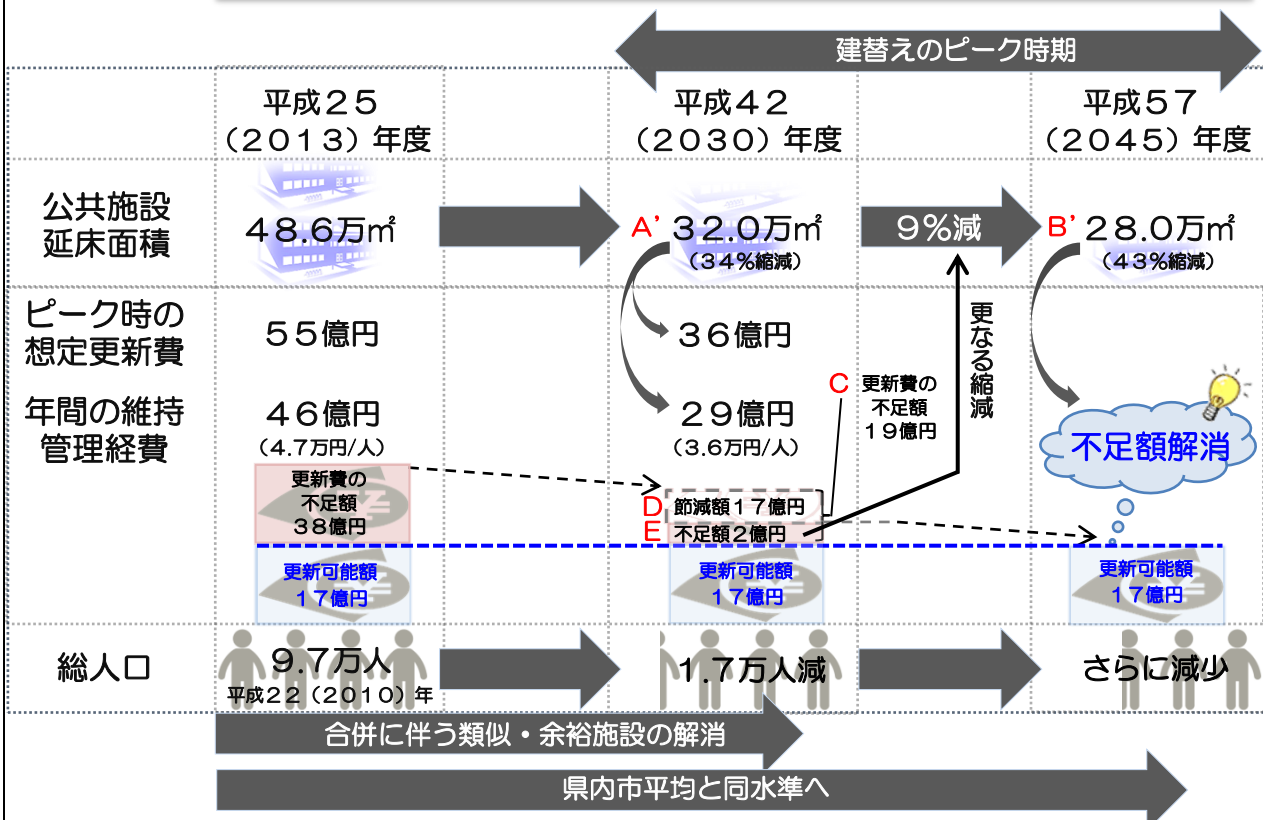 建替えのピーク時期
平成25
（2013）年度
平成42
（2030）年度
平成57
（2045）年度
公共施設
延床面積
48.6万㎡
A’
32.0万㎡
（34％縮減）
9％減
B’
28.0万㎡
（43％縮減）
ピーク時の
想定更新費
55億円
36億円
更なる縮減
年間の維持
管理経費
46億円
（4.7万円/人）
29億円
（3.6万円/人）
C
更新費の
不足額
19億円
不足額解消
更新費の
不足額
38億円
D
節減額17億円
E
不足額2億円
更新可能額
17億円
更新可能額
17億円
更新可能額
17億円
総人口
9.7万人
平成22（2010）年
1.7万人減
さらに減少
合併に伴う類似・余裕施設の解消
県内市平均と同水準へ